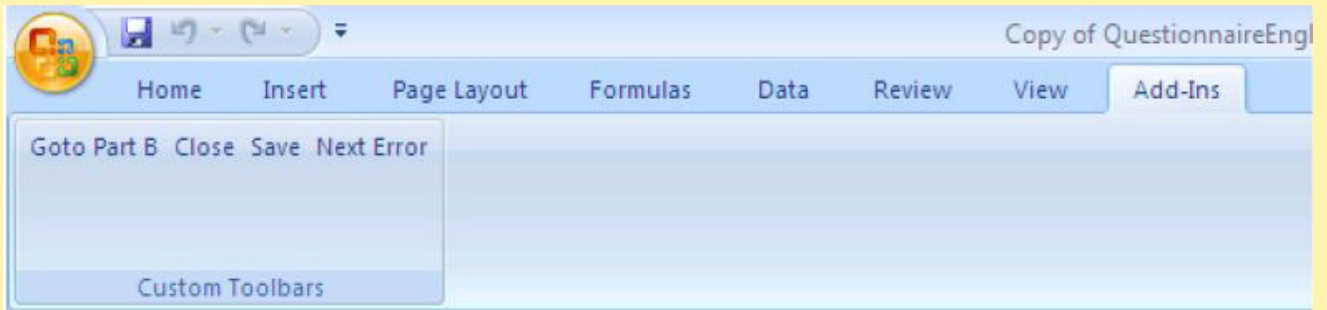 Copy of QuestionnaireEngl
Home Insert Page Layout Formulas Data Review View Add-Ins
Goto Part B Close Save Next Error
Custom Toolbars